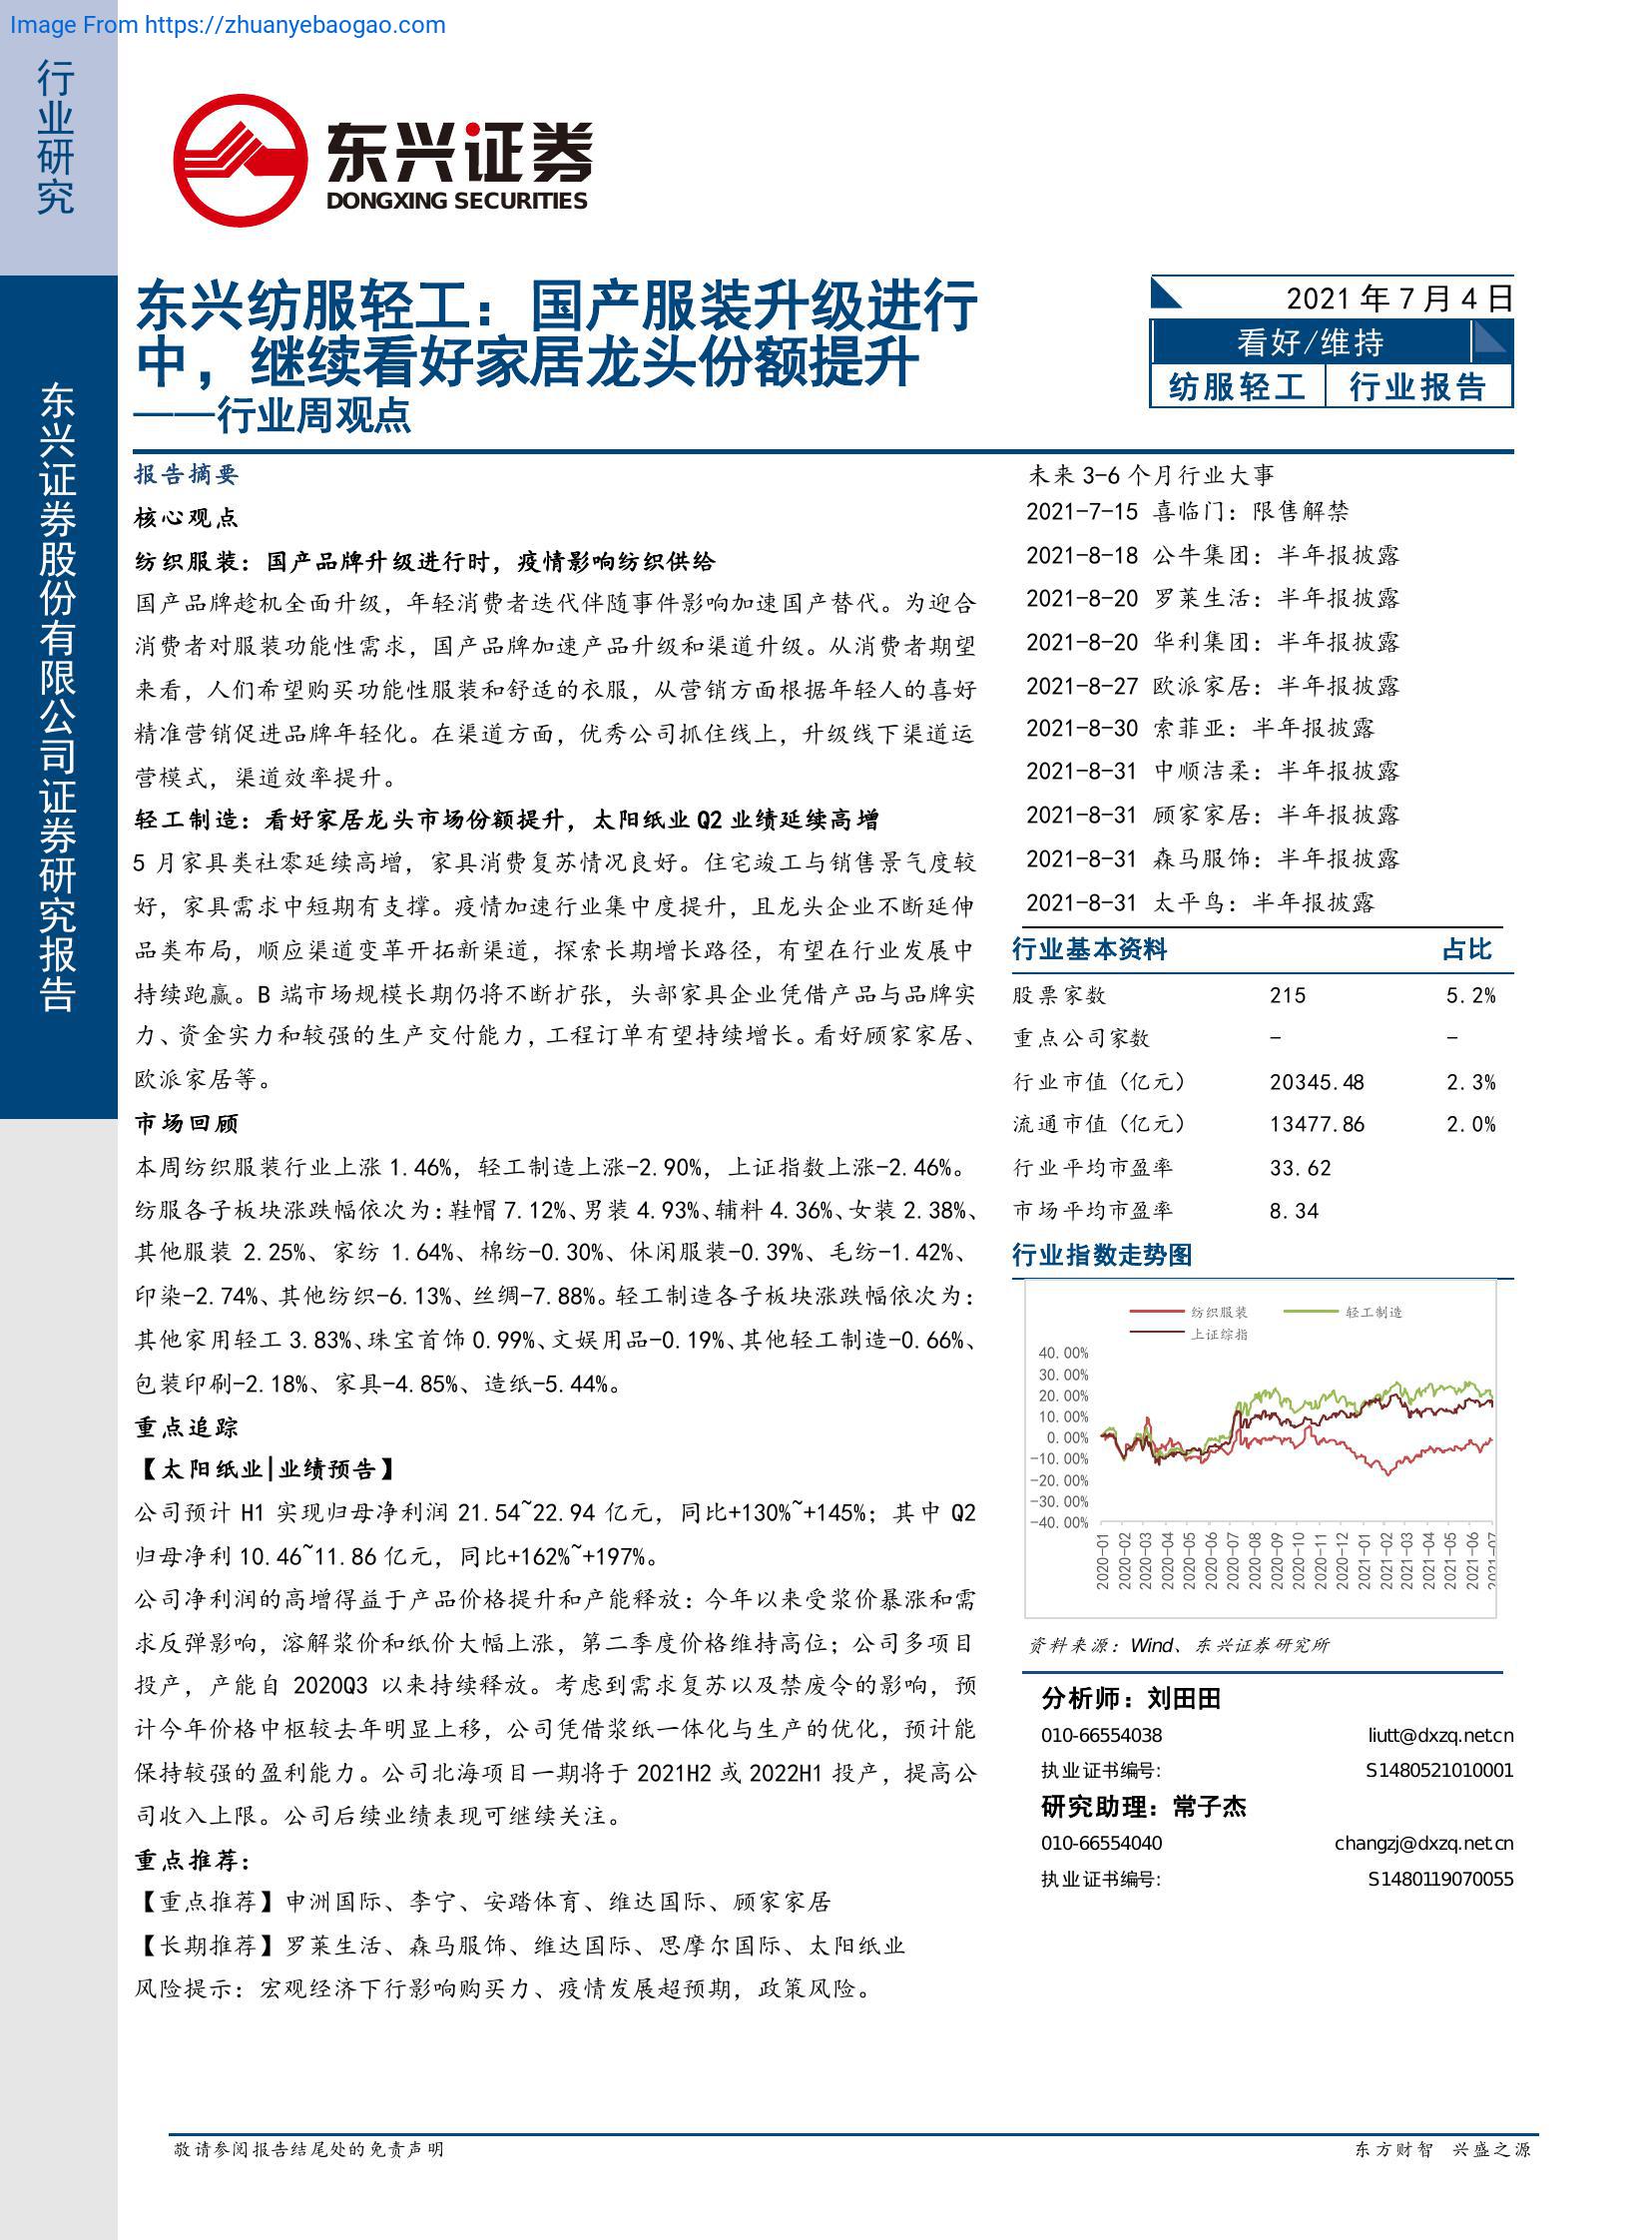 Image From https://zhuanyebaogao.com
行业研究
东兴证券股份有限公司证券研究报告
东兴证券
DONGXING SECURITIES
东兴纺服轻工：国产服装升级进行
中，继续看好家居龙头份额提升
——行业周观点
2021 年 7 月 4 日
看好/维持
纺服轻工 行业报告
报告摘要
核心观点
纺织服装：国产品牌升级进行时，疫情影响纺织供给
国产品牌趁机全面升级，年轻消费者迭代伴随事件影响加速国产替代。为迎合
消费者对服装功能性需求，国产品牌加速产品升级和渠道升级。从消费者期望
来看，人们希望购买功能性服装和舒适的衣服，从营销方面根据年轻人的喜好
精准营销促进品牌年轻化。在渠道方面，优秀公司抓住线上，升级线下渠道运
营模式，渠道效率提升。
轻工制造：看好家居龙头市场份额提升，太阳纸业 Q2 业绩延续高增
5 月家具类社零延续高增，家具消费复苏情况良好。住宅竣工与销售景气度较
好，家具需求中短期有支撑。疫情加速行业集中度提升，且龙头企业不断延伸
品类布局，顺应渠道变革开拓新渠道，探索长期增长路径，有望在行业发展中
持续跑赢。B 端市场规模长期仍将不断扩张，头部家具企业凭借产品与品牌实
力、资金实力和较强的生产交付能力，工程订单有望持续增长。看好顾家家居、
欧派家居等。
市场回顾
本周纺织服装行业上涨 1.46%，轻工制造上涨-2.90%，上证指数上涨-2.46%。
纺服各子板块涨跌幅依次为：鞋帽 7.12%、男装 4.93%、辅料 4.36%、女装 2.38%、
其他服装 2.25%、家纺 1.64%、棉纺-0.30%、休闲服装-0.39%、毛纺-1.42%、
印染-2.74%、其他纺织-6.13%、丝绸-7.88%。轻工制造各子板块涨跌幅依次为：
其他家用轻工 3.83%、珠宝首饰 0.99%、文娱用品-0.19%、其他轻工制造-0.66%、
包装印刷-2.18%、家具-4.85%、造纸-5.44%。
重点追踪
【太阳纸业|业绩预告】
公司预计 H1 实现归母净利润 21.54~22.94 亿元，同比+130%~+145%；其中 Q2
归母净利 10.46~11.86 亿元，同比+162%~+197%。
公司净利润的高增得益于产品价格提升和产能释放：今年以来受浆价暴涨和需
求反弹影响，溶解浆价和纸价大幅上涨，第二季度价格维持高位；公司多项目
投产，产能自 2020Q3 以来持续释放。考虑到需求复苏以及禁废令的影响，预
计今年价格中枢较去年明显上移，公司凭借浆纸一体化与生产的优化，预计能
保持较强的盈利能力。公司北海项目一期将于 2021H2 或 2022H1 投产，提高公
司收入上限。公司后续业绩表现可继续关注。
重点推荐：
【重点推荐】申洲国际、李宁、安踏体育、维达国际、顾家家居
【长期推荐】罗莱生活、森马服饰、维达国际、思摩尔国际、太阳纸业
风险提示：宏观经济下行影响购买力、疫情发展超预期，政策风险。
未来 3-6 个月行业大事
2021-7-15 喜临门：限售解禁
2021-8-18 公牛集团：半年报披露
2021-8-20 罗莱生活：半年报披露
2021-8-20 华利集团：半年报披露
2021-8-27 欧派家居：半年报披露
2021-8-30 索菲亚：半年报披露
2021-8-31 中顺洁柔：半年报披露
2021-8-31 顾家家居：半年报披露
2021-8-31 森马服饰：半年报披露
2021-8-31 太平鸟：半年报披露
行业基本资料 占比
股票家数 215 5.2%
重点公司家数 - -
行业市值（亿元） 20345.48 2.3%
流通市值（亿元） 13477.86 2.0%
行业平均市盈率 33.62
市场平均市盈率 8.34
行业指数走势图
纺织服装 轻工制造
上证综指
40.00%
30.00%
20.00%
10.00%
0.00%
-10.00%
-20.00%
-30.00%
-40.00%
2020-01 2020-02 2020-03 2020-04 2020-05 2020-06 2020-07 2020-08 2020-09 2020-10 2020-11 2020-12 2021-01 2021-02 2021-03 2021-04 2021-05 2021-06 2021-07
资料来源：Wind、东兴证券研究所
分析师：刘田田
010-66554038 liutt@dxzq.net.cn
执业证书编号: S1480521010001
研究助理：常子杰
010-66554040 changzj@dxzq.net.cn
执业证书编号: S1480119070055
敬请参阅报告结尾处的免责声明
东方财智 兴盛之源